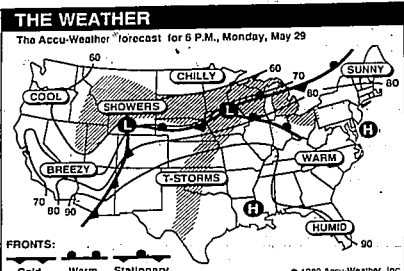 THE WEATHER
The Accu-Weather forecast for 6 P.M., Monday, May 29
60
CHILLY
60
70
SUNNY
COOL
80
80
SHOWERS
L
L
H
BREEZY
WARM
T-STORMS
70
80
90
H
HUMID
90
FRONTS:
Cold Warm Stationary
Accu-Weather, Inc.